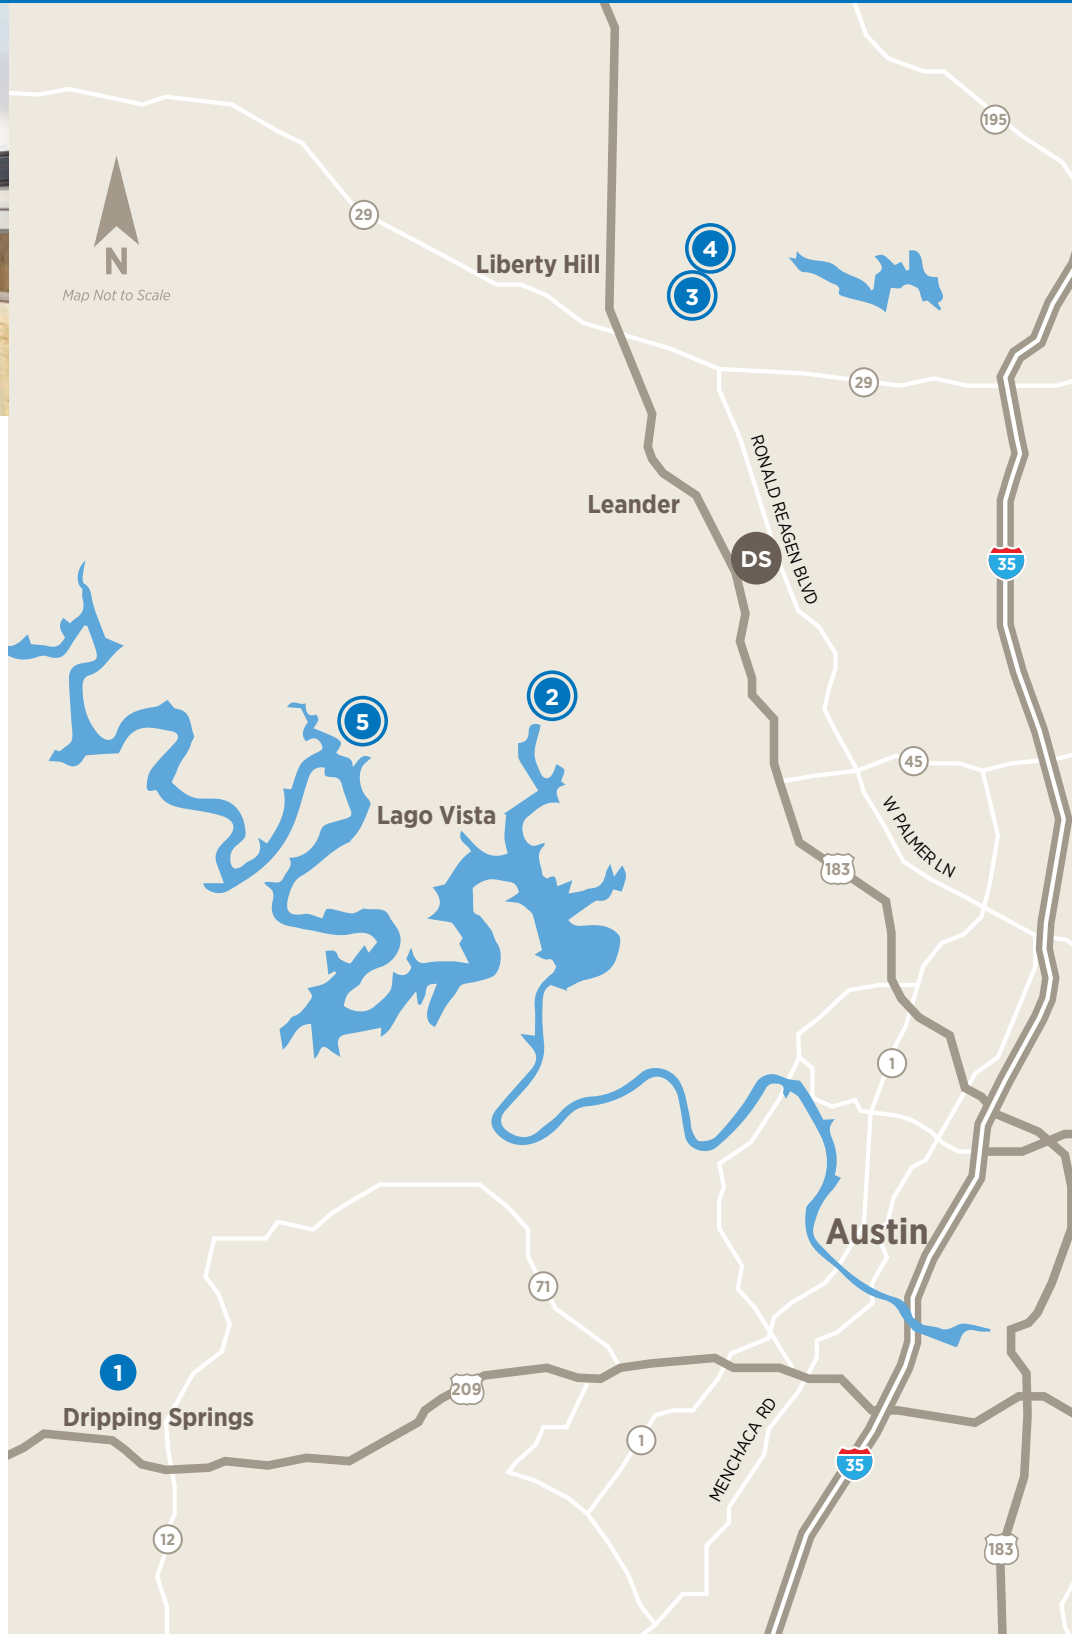 195
29
N
Map Not to Scale
Liberty Hill
4
3
29
RONALD REAGEN BLVD
Leander
DS
35
2
5
45
Lago Vista
W PALMER LN
183
1
Austin
71
1
Dripping Springs
209
MENCHACA RD
1
35
12
183